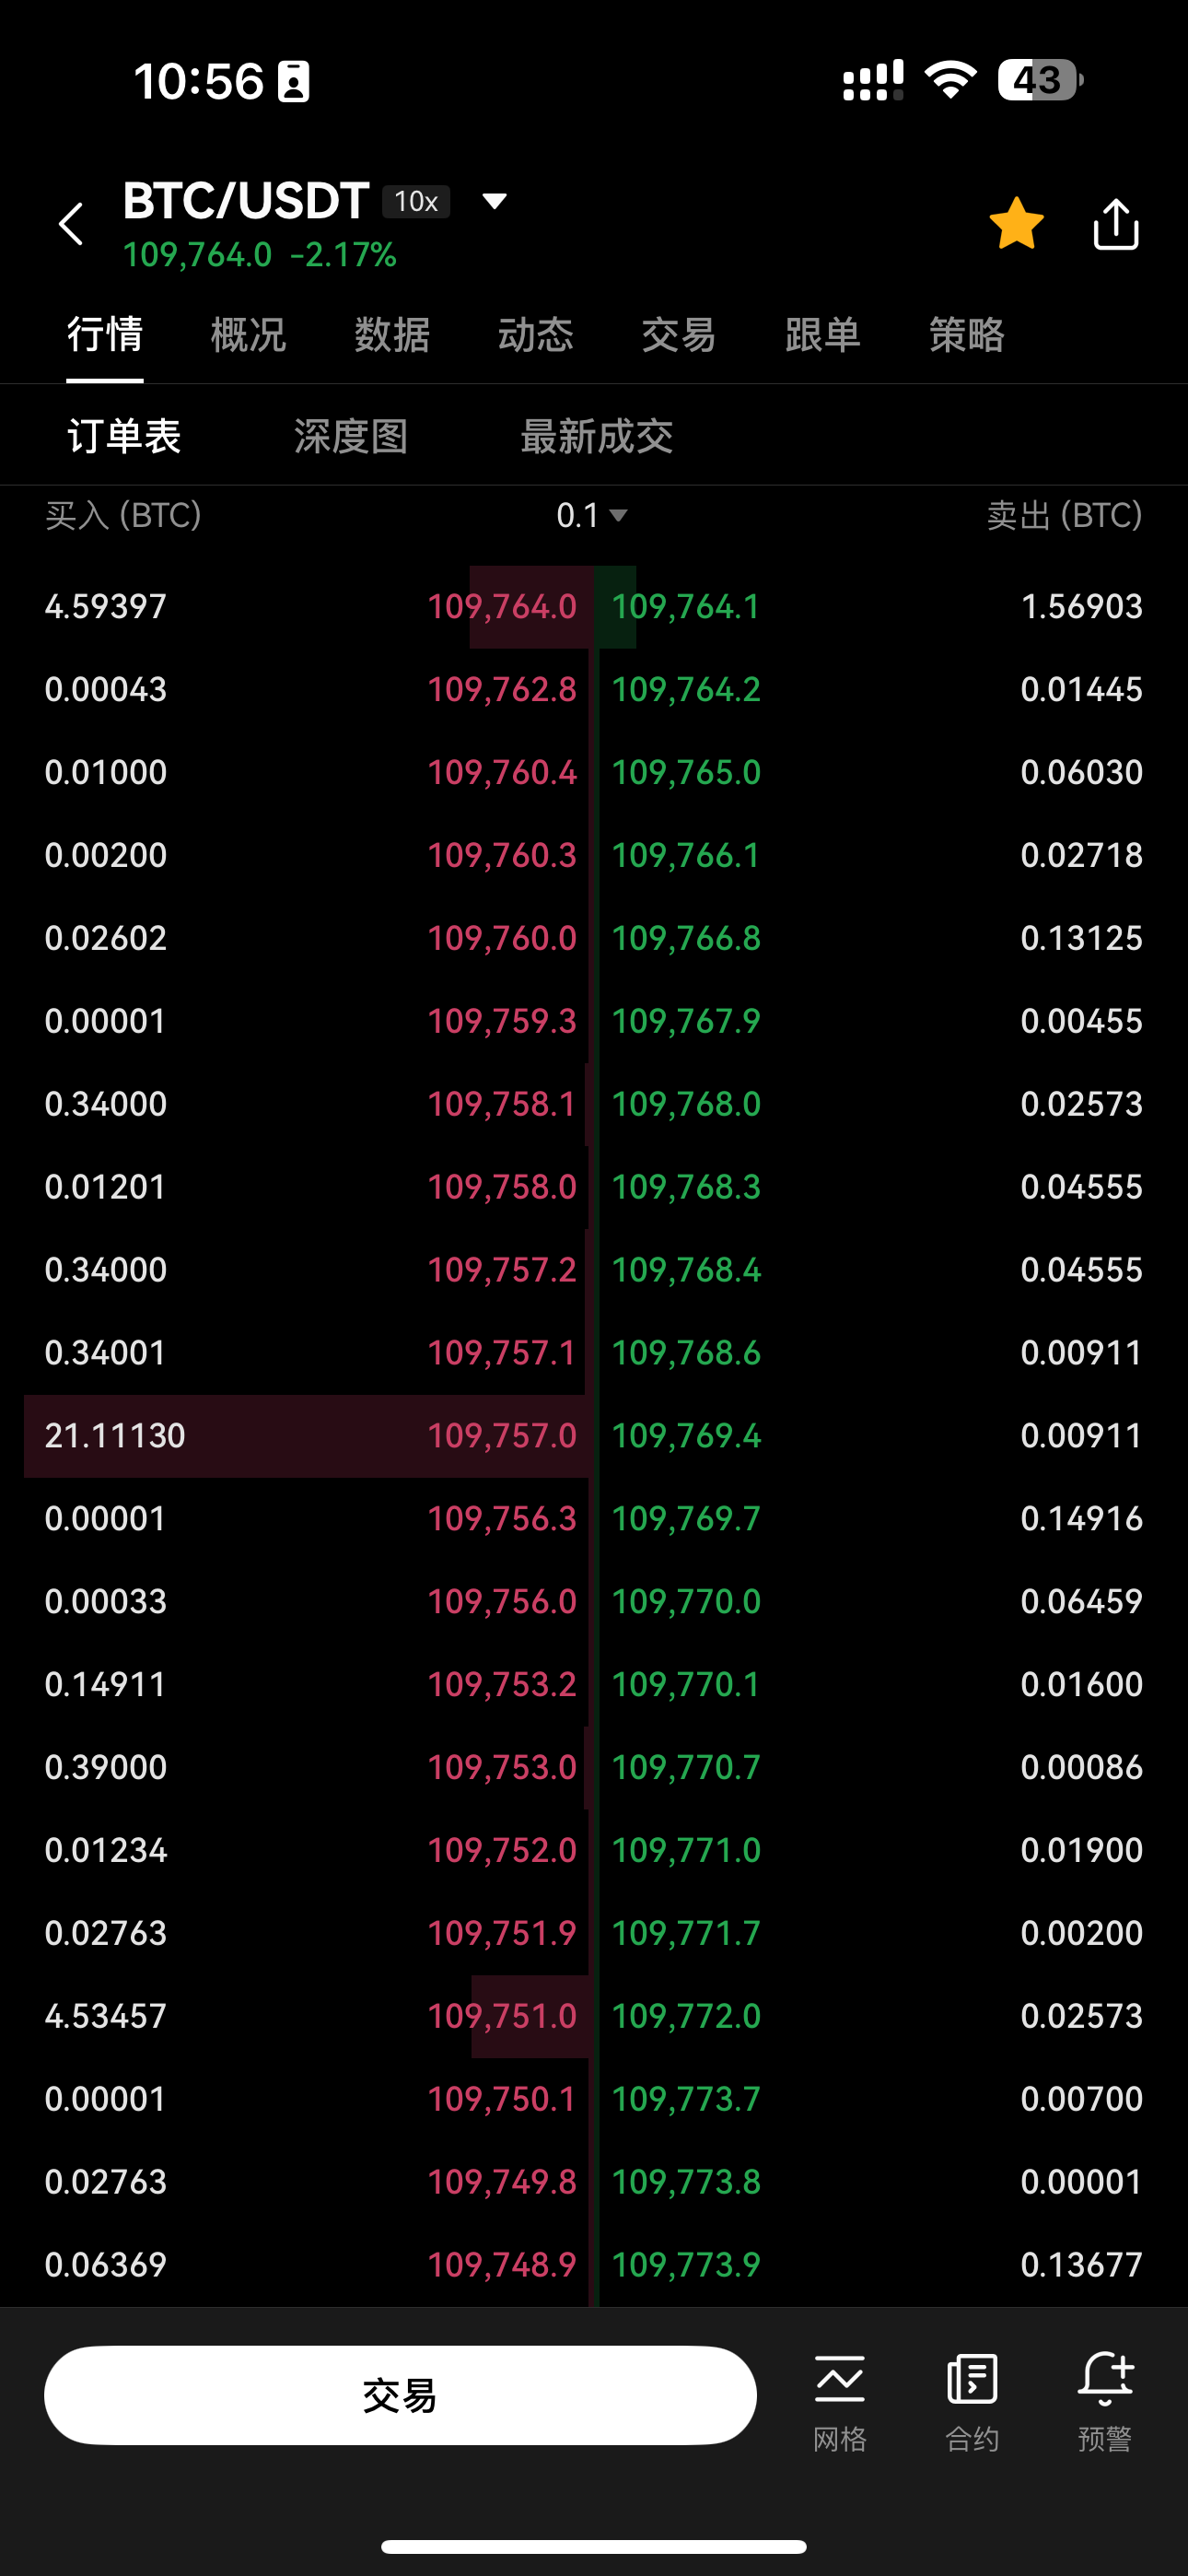 10:56
43
BTC/USDT 10x
109,764.0 -2.17%
行情 概况 数据 动态 交易 跟单 策略
订单表 深度图 最新成交
买入 (BTC) 0.1 卖出 (BTC)
4.59397 109,764.0 109,764.1 1.56903
0.00043 109,762.8 109,764.2 0.01445
0.01000 109,760.4 109,765.0 0.06030
0.00200 109,760.3 109,766.1 0.02718
0.02602 109,760.0 109,766.8 0.13125
0.00001 109,759.3 109,767.9 0.00455
0.34000 109,758.1 109,768.0 0.02573
0.01201 109,758.0 109,768.3 0.04555
0.34000 109,757.2 109,768.4 0.04555
0.34001 109,757.1 109,768.6 0.00911
21.11130 109,757.0 109,769.4 0.00911
0.00001 109,756.3 109,769.7 0.14916
0.00033 109,756.0 109,770.0 0.06459
0.14911 109,753.2 109,770.1 0.01600
0.39000 109,753.0 109,770.7 0.00086
0.01234 109,752.0 109,771.0 0.01900
0.02763 109,751.9 109,771.7 0.00200
4.53457 109,751.0 109,772.0 0.02573
0.00001 109,750.1 109,773.7 0.00700
0.02763 109,749.8 109,773.8 0.00001
0.06369 109,748.9 109,773.9 0.13677
交易 网格 合约 预警